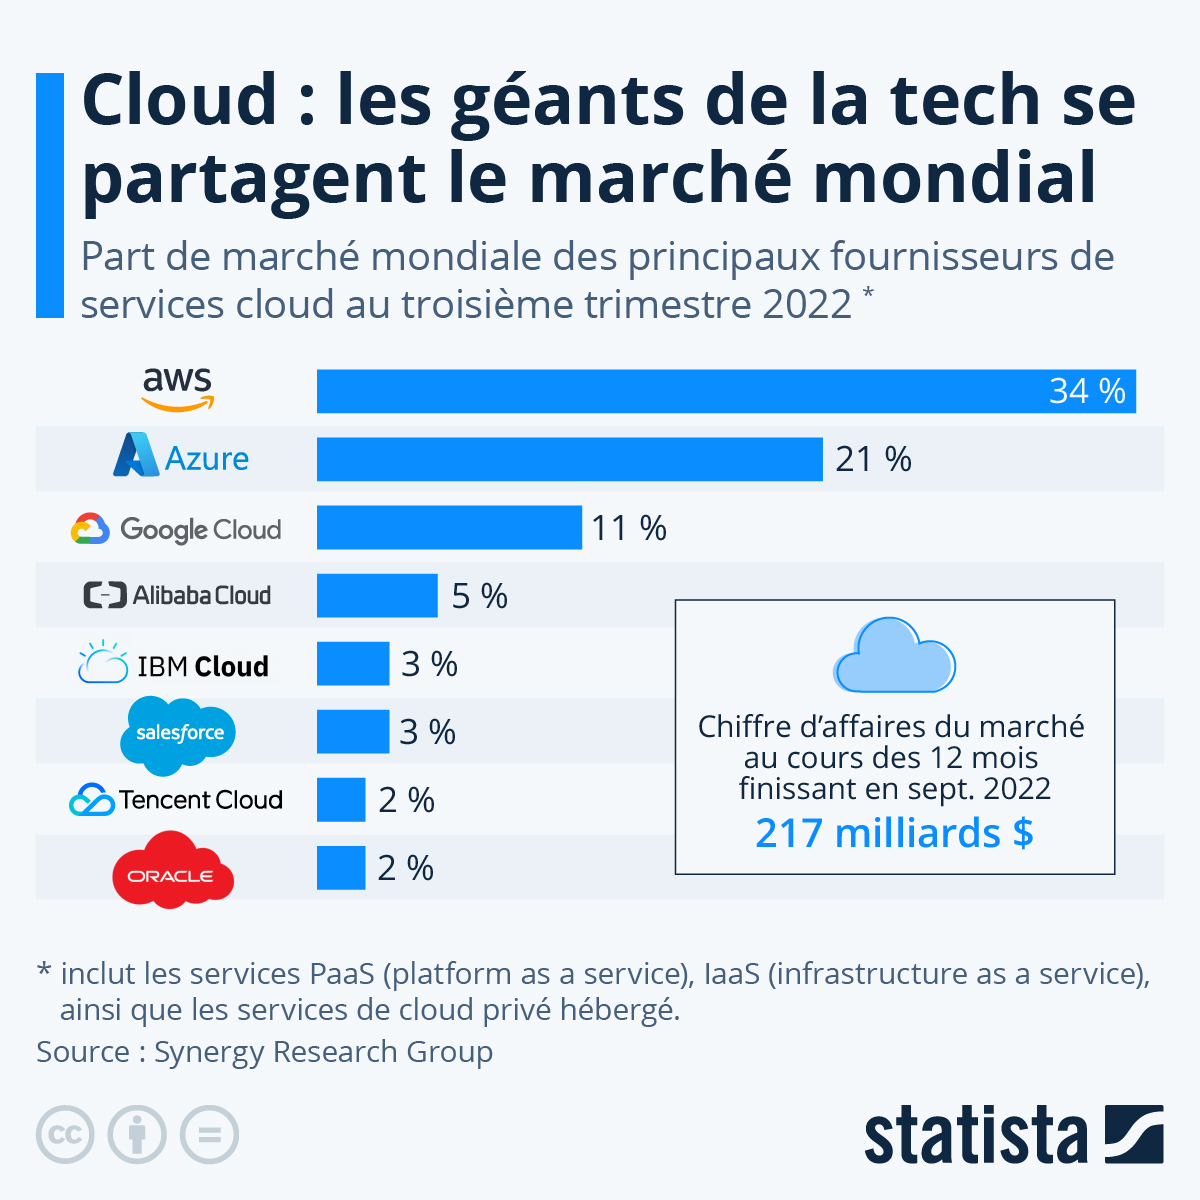 Cloud : les géants de la tech se
partagent le marché mondial
Part de marché mondiale des principaux fournisseurs de
services cloud au troisième trimestre 2022 *
aws
34 %
Azure
21 %
Google Cloud
11 %
Alibaba Cloud
5 %
IBM Cloud
3 %
salesforce
3 %
Tencent Cloud
2 %
ORACLE
2 %
Chiffre d’affaires du marché
au cours des 12 mois
finissant en sept. 2022
217 milliards $
* inclut les services PaaS (platform as a service), IaaS (infrastructure as a service),
ainsi que les services de cloud privé hébergé.
Source : Synergy Research Group
cc
statista